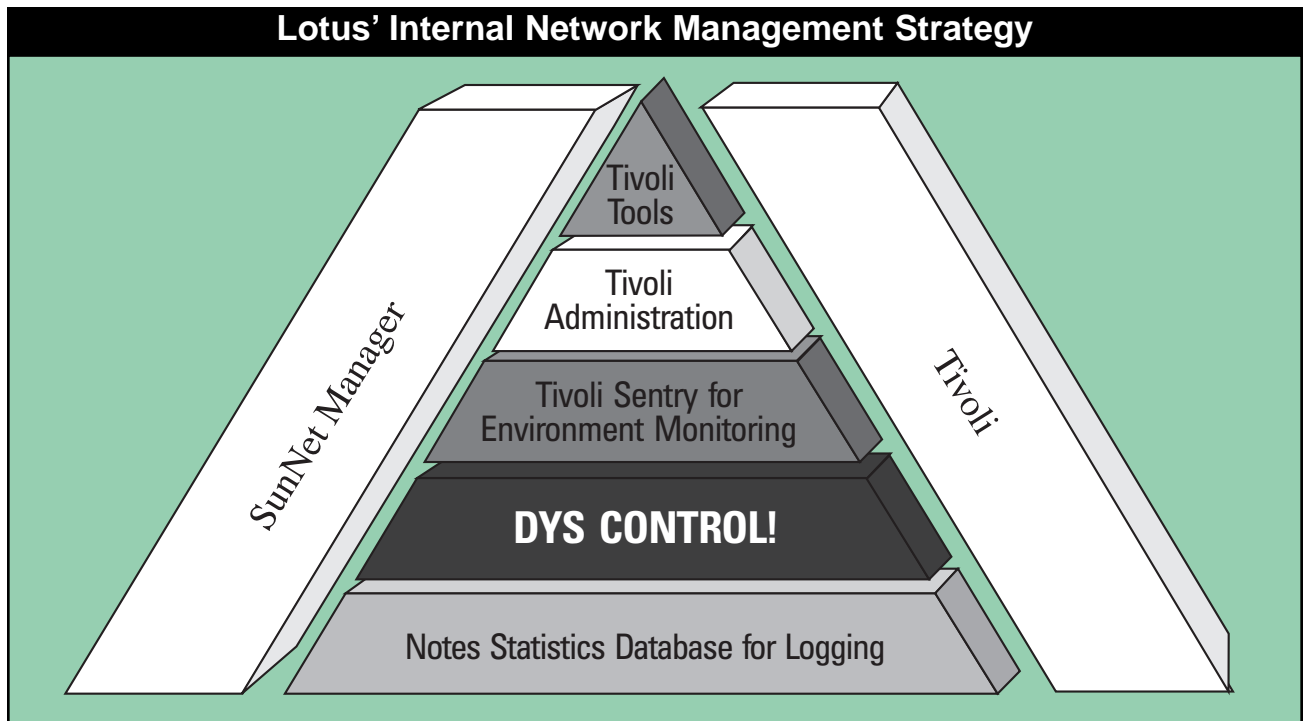 Lotus’ Internal Network Management Strategy
SunNet Manager
Tivoli
Tools
Tivoli
Administration
Tivoli Sentry for
Environment Monitoring
DYS CONTROL!
Notes Statistics Database for Logging
Tivoli